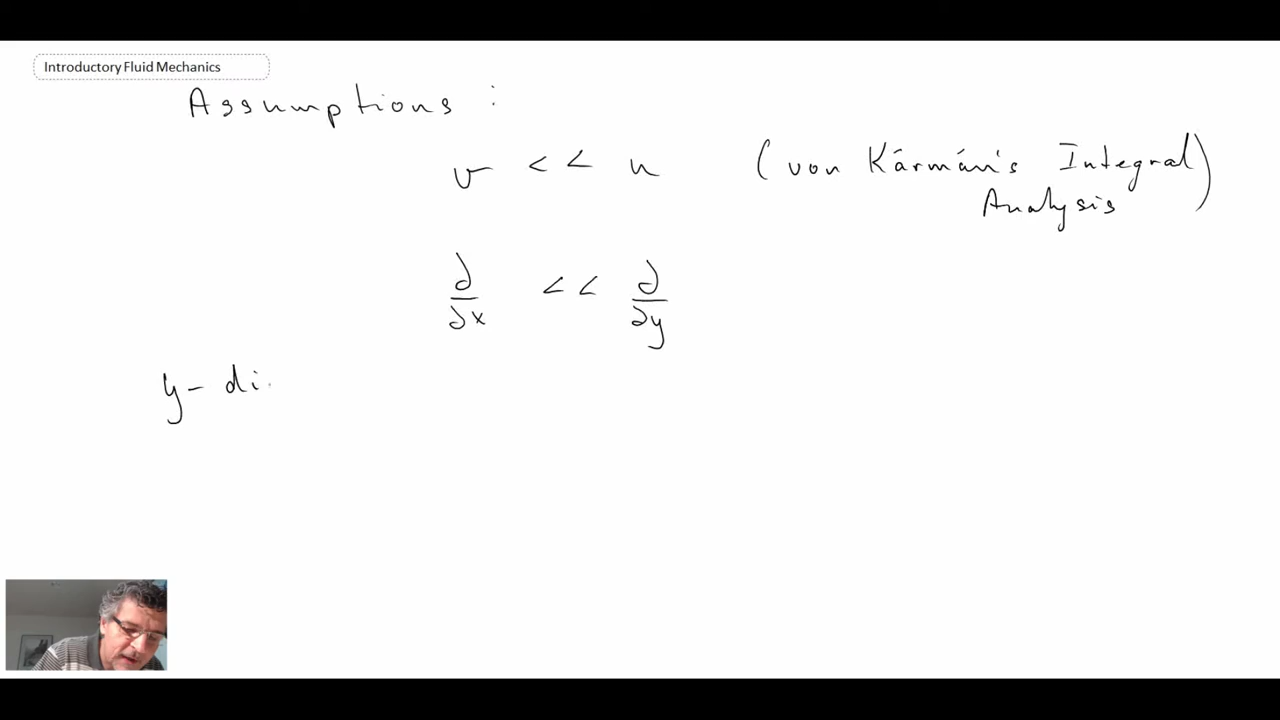 Introductory Fluid Mechanics
Assumptions :
v << u (von Kármán's Integral
Analysis)
∂/∂x << ∂/∂y
y- di